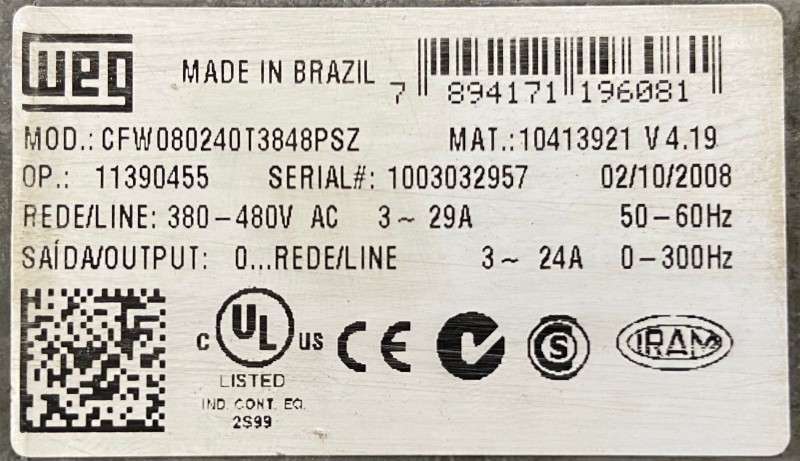 WEG
MADE IN BRAZIL
7 894171 196081
MOD.: CFW080240T3848PSZ MAT.: 10413921 V 4.19
OP.: 11390455 SERIAL#: 1003032957 02/10/2008
REDE/LINE: 380-480V AC 3~ 29A 50-60Hz
SAÍDA/OUTPUT: 0...REDE/LINE 3~ 24A 0-300Hz
C UL US CE S IRAM
LISTED
IND. CONT. EQ.
2S99